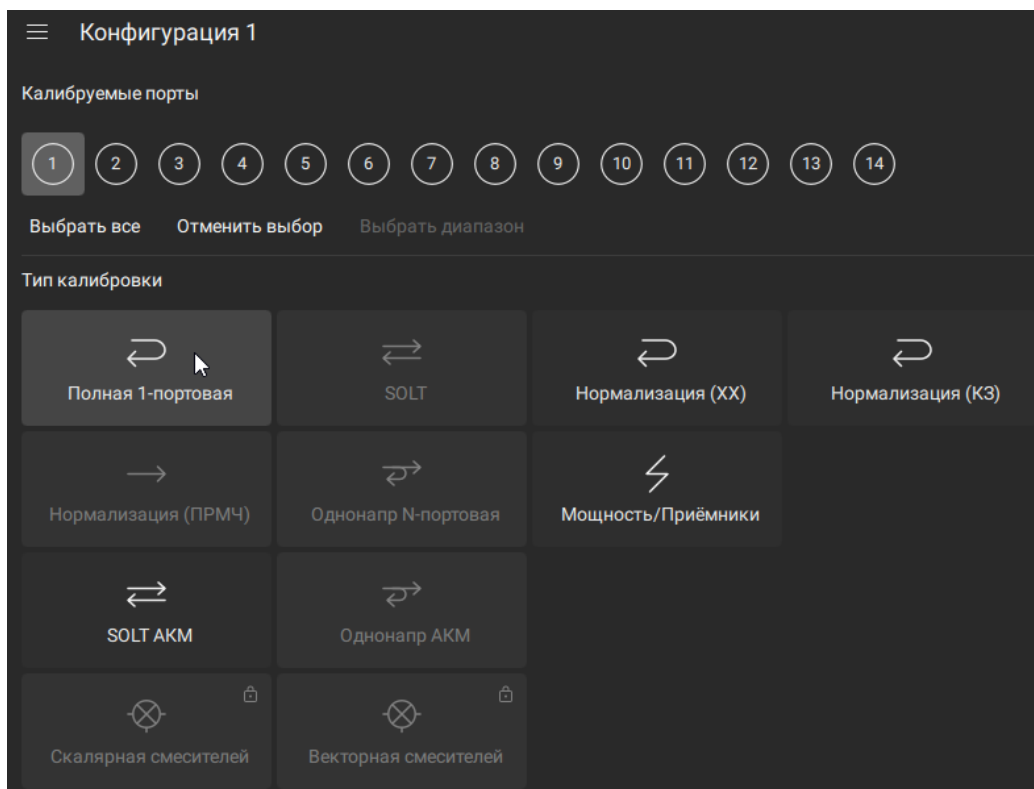 Конфигурация 1
Калибруемые порты
1 2 3 4 5 6 7 8 9 10 11 12 13 14
Выбрать все Отменить выбор Выбрать диапазон
Тип калибровки
Полная 1-портовая SOLT Нормализация (ХХ) Нормализация (КЗ)
Нормализация (ПРМЧ) Однонапр N-портовая Мощность/Приёмники
SOLT АКМ Однонапр АКМ
Скалярная смесителей Векторная смесителей